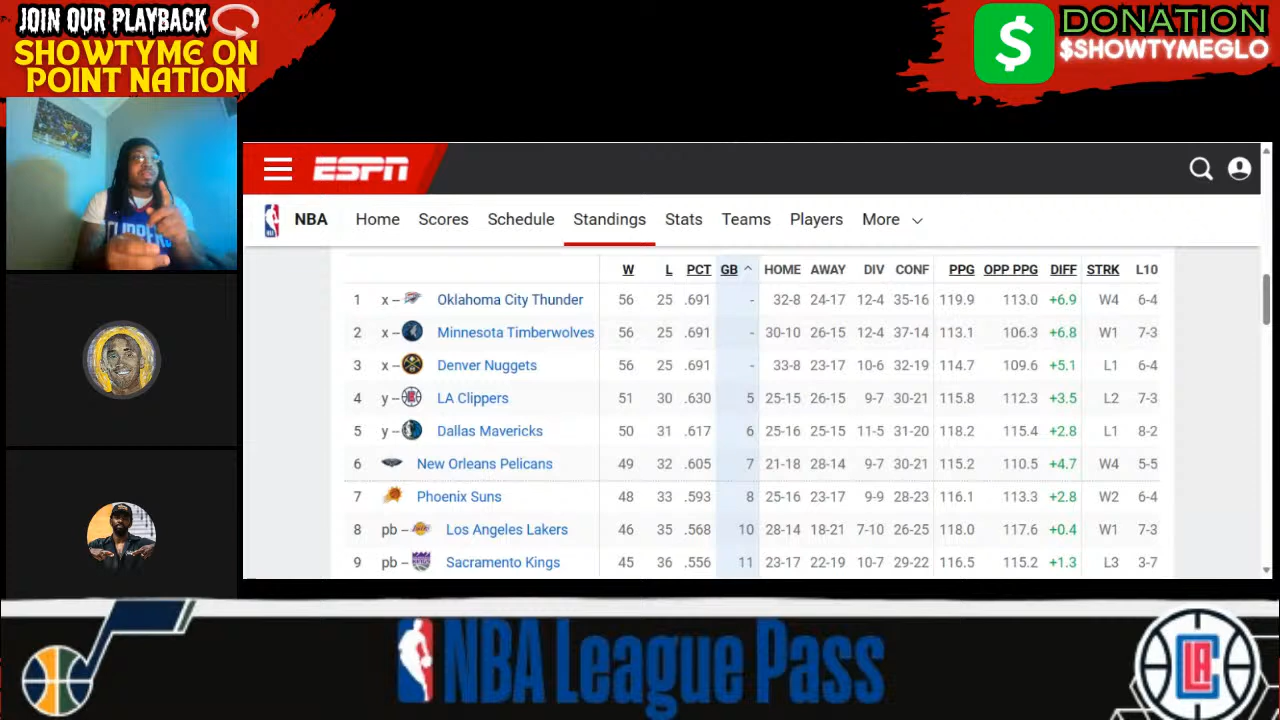 JOIN OUR PLAYBACK
SHOWTYME ON
POINT NATION
$
DONATION
$SHOWTYMEGLO
CLIPPERS
ESPN
NBA Home Scores Schedule Standings Stats Teams Players More
W L PCT GB HOME AWAY DIV CONF PPG OPP PPG DIFF STRK L10
1 x – Oklahoma City Thunder 56 25 .691 - 32-8 24-17 12-4 35-16 119.9 113.0 +6.9 W4 6-4
2 x – Minnesota Timberwolves 56 25 .691 - 30-10 26-15 12-4 37-14 113.1 106.3 +6.8 W1 7-3
3 x – Denver Nuggets 56 25 .691 - 33-8 23-17 10-6 32-19 114.7 109.6 +5.1 L1 6-4
4 y – LA Clippers 51 30 .630 5 25-15 26-15 9-7 30-21 115.8 112.3 +3.5 L2 7-3
5 y – Dallas Mavericks 50 31 .617 6 25-16 25-15 11-5 31-20 118.2 115.4 +2.8 L1 8-2
6 New Orleans Pelicans 49 32 .605 7 21-18 28-14 9-7 30-21 115.2 110.5 +4.7 W4 5-5
7 Phoenix Suns 48 33 .593 8 25-16 23-17 9-9 28-23 116.1 113.3 +2.8 W2 6-4
8 pb – Los Angeles Lakers 46 35 .568 10 28-14 18-21 7-10 26-25 118.0 117.6 +0.4 W1 7-3
9 pb – Sacramento Kings 45 36 .556 11 23-17 22-19 10-7 29-22 116.5 115.2 +1.3 L3 3-7
NBA League Pass
LA